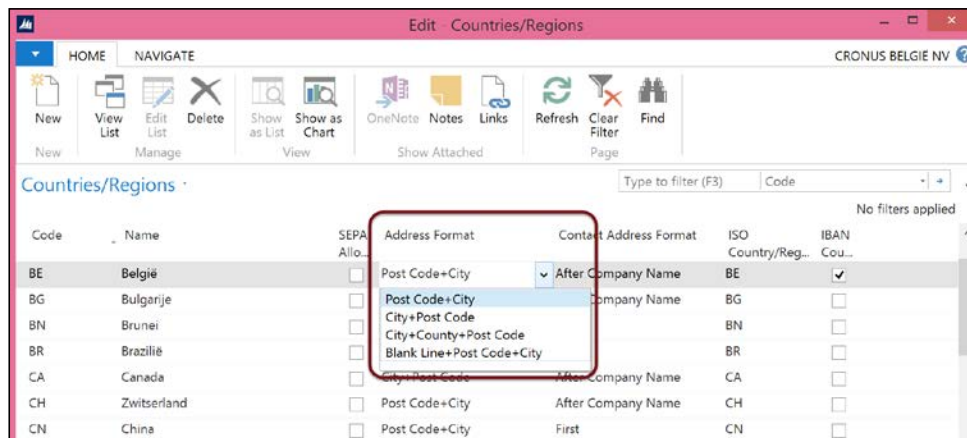 Edit - Countries/Regions
HOME NAVIGATE CRONUS BELGIE NV
New View List Edit List Delete Show as List Show as Chart OneNote Notes Links Refresh Clear Filter Find
New Manage View Show Attached Page
Countries/Regions
Type to filter (F3) Code
No filters applied
Code Name SEPA Allo... Address Format Contact Address Format ISO Country/Reg... IBAN Cou...
BE België Post Code+City After Company Name BE
BG Bulgarije Post Code+City Company Name BG
BN Brunei City+Post Code BN
City+County+Post Code
BR Brazilië Blank Line+Post Code+City BR
CA Canada City+Post Code After Company Name CA
CH Zwitserland Post Code+City After Company Name CH
CN China Post Code+City First CN